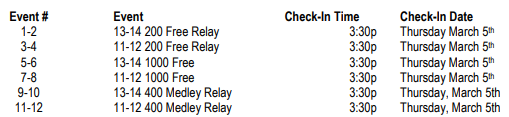 Event # Event Check-In Time Check-In Date
1-2 13-14 200 Free Relay 3:30p Thursday March 5th
3-4 11-12 200 Free Relay 3:30p Thursday March 5th
5-6 13-14 1000 Free 3:30p Thursday March 5th
7-8 11-12 1000 Free 3:30p Thursday March 5th
9-10 13-14 400 Medley Relay 3:30p Thursday, March 5th
11-12 11-12 400 Medley Relay 3:30p Thursday, March 5th